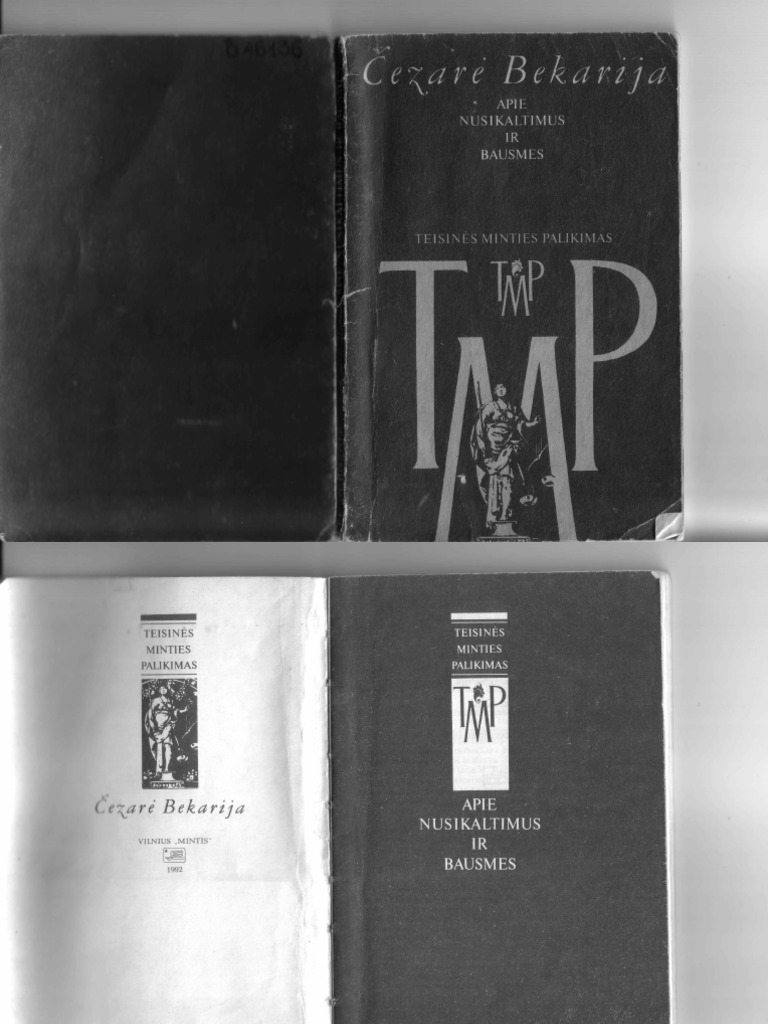 B 46136
Čezarė Bekarija
APIE
NUSIKALTIMUS
IR
BAUSMES
TEISINĖS MINTIES PALIKIMAS
TMP
TMP
TEISINĖS
MINTIES
PALIKIMAS
Čezarė Bekarija
VILNIUS „MINTIS"
1992
TEISINĖS
MINTIES
PALIKIMAS
TMP
APIE
NUSIKALTIMUS
IR
BAUSMES